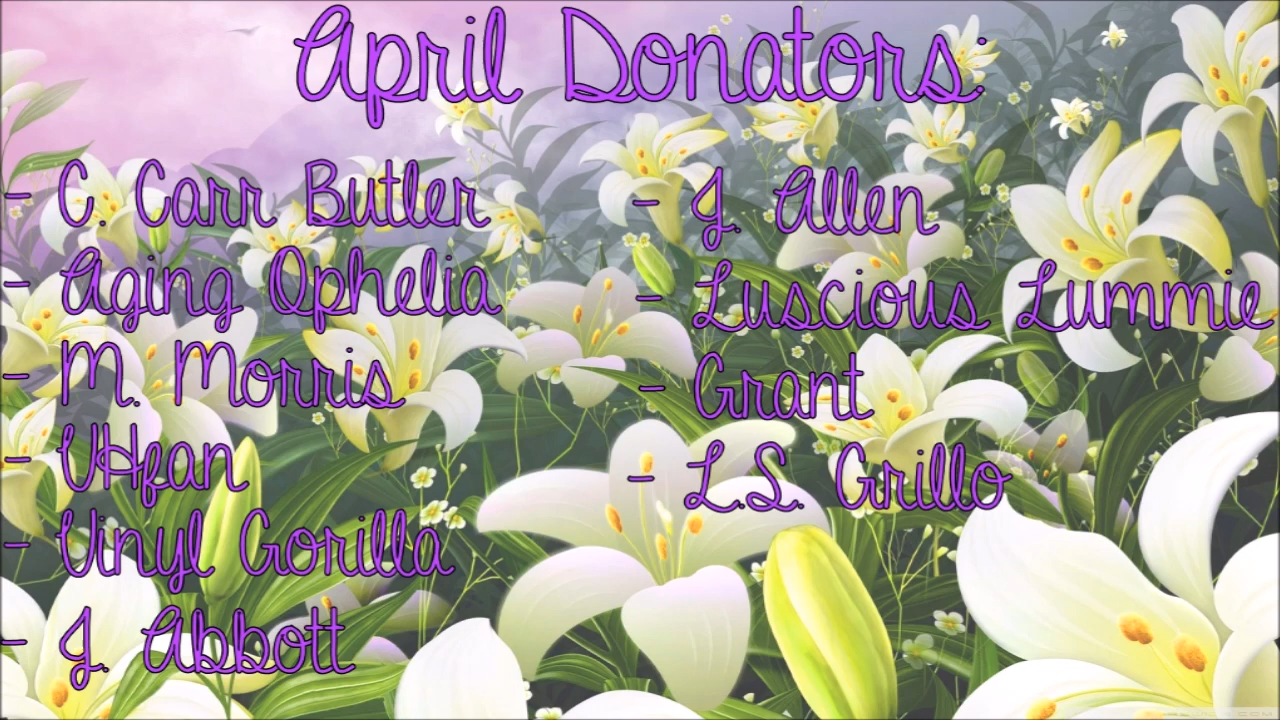 April Donators:
- C. Carr Butler
- Aging Ophelia
- M. Morris
- VHfan
- Vinyl Gorilla
- J. Abbott
- J. Allen
- Luscious Lummie
- Grant
- L.S. Grillo